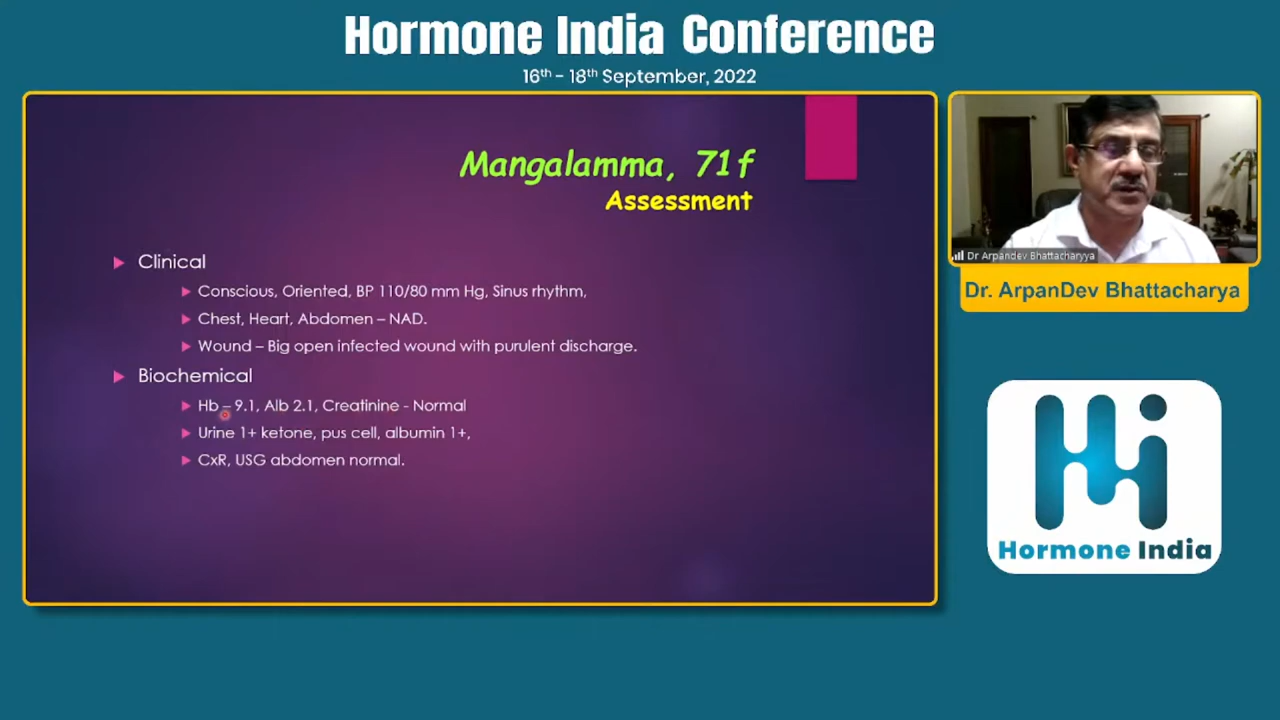 Hormone India Conference
16th - 18th September, 2022
Mangalamma, 71f
Assessment
Clinical
Conscious, Oriented, BP 110/80 mm Hg, Sinus rhythm,
Chest, Heart, Abdomen – NAD.
Wound – Big open infected wound with purulent discharge.
Biochemical
Hb – 9.1, Alb 2.1, Creatinine - Normal
Urine 1+ ketone, pus cell, albumin 1+,
CxR, USG abdomen normal.
Dr Arpandev Bhattacharyya
Dr. ArpanDev Bhattacharya
Hi
Hormone India